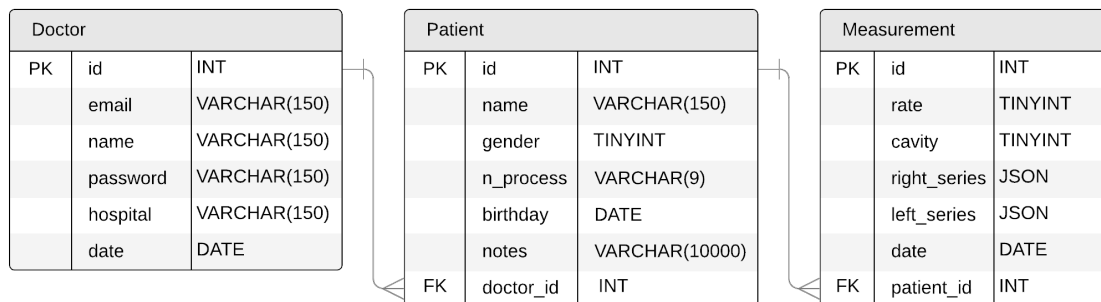 Doctor
PK id INT
email VARCHAR(150)
name VARCHAR(150)
password VARCHAR(150)
hospital VARCHAR(150)
date DATE
Patient
PK id INT
name VARCHAR(150)
gender TINYINT
n_process VARCHAR(9)
birthday DATE
notes VARCHAR(10000)
FK doctor_id INT
Measurement
PK id INT
rate TINYINT
cavity TINYINT
right_series JSON
left_series JSON
date DATE
FK patient_id INT